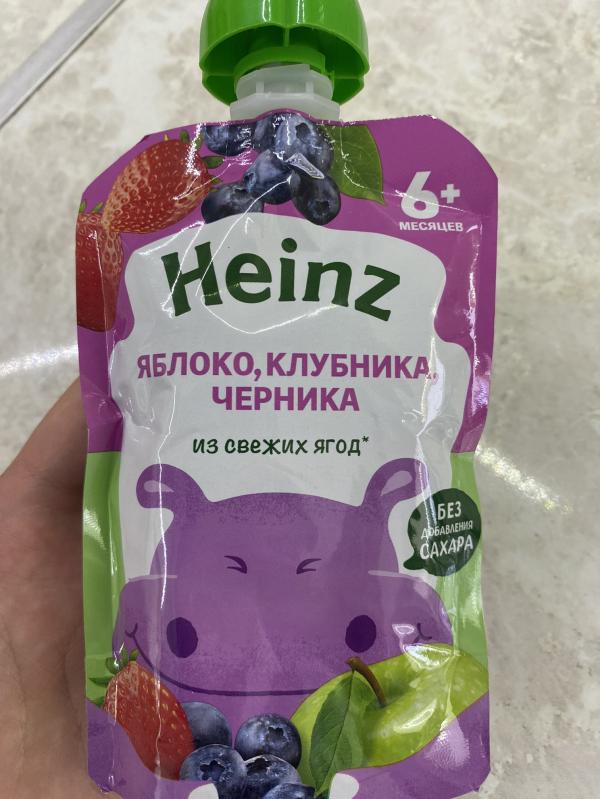 6+
МЕСЯЦЕВ
Heinz
ЯБЛОКО, КЛУБНИКА,
ЧЕРНИКА
из свежих ягод*
БЕЗ
ДОБАВЛЕНИЯ
САХАРА